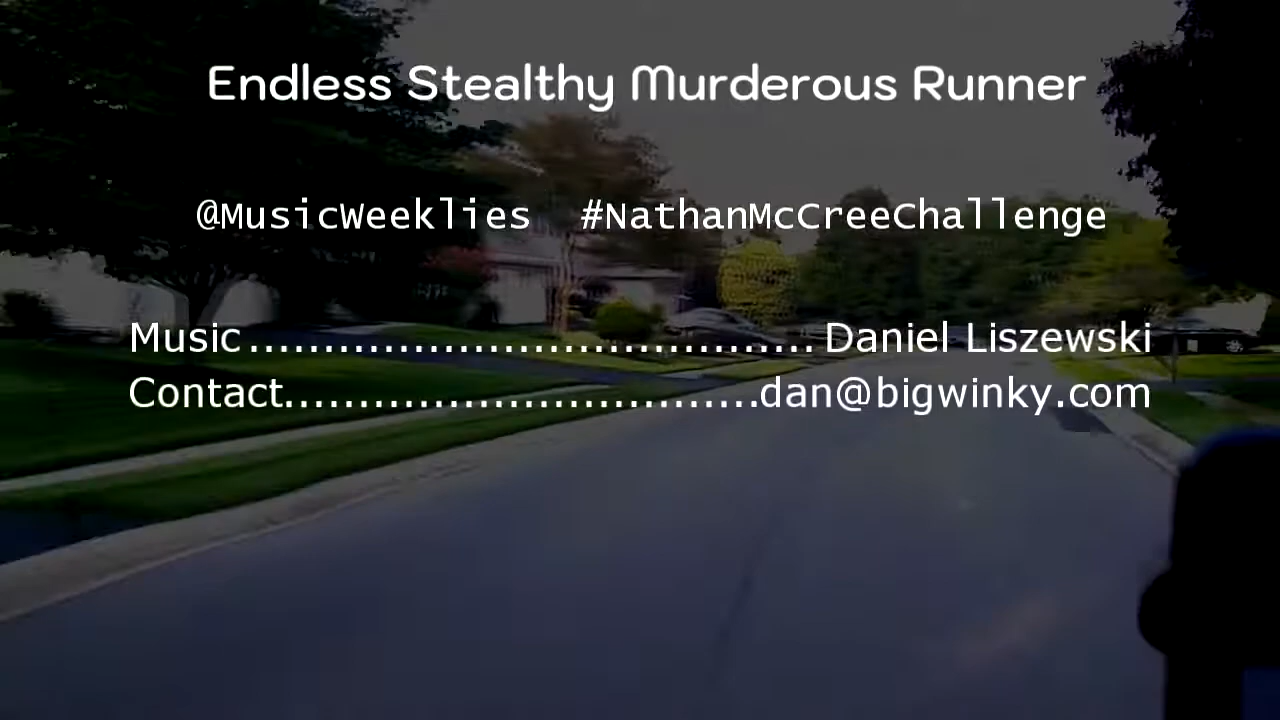 Endless Stealthy Murderous Runner
@MusicWeeklies #NathanMcCreeChallenge
Music......................................Daniel Liszewski
Contact................................dan@bigwinky.com